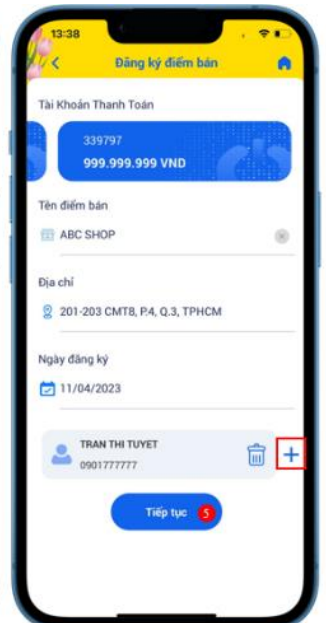 13:38
Đăng ký điểm bán
Tài Khoản Thanh Toán
339797
999.999.999 VND
Tên điểm bán
ABC SHOP
Địa chỉ
201-203 CMT8, P.4, Q.3, TPHCM
Ngày đăng ký
11/04/2023
TRAN THI TUYET
0901777777
Tiếp tục 5